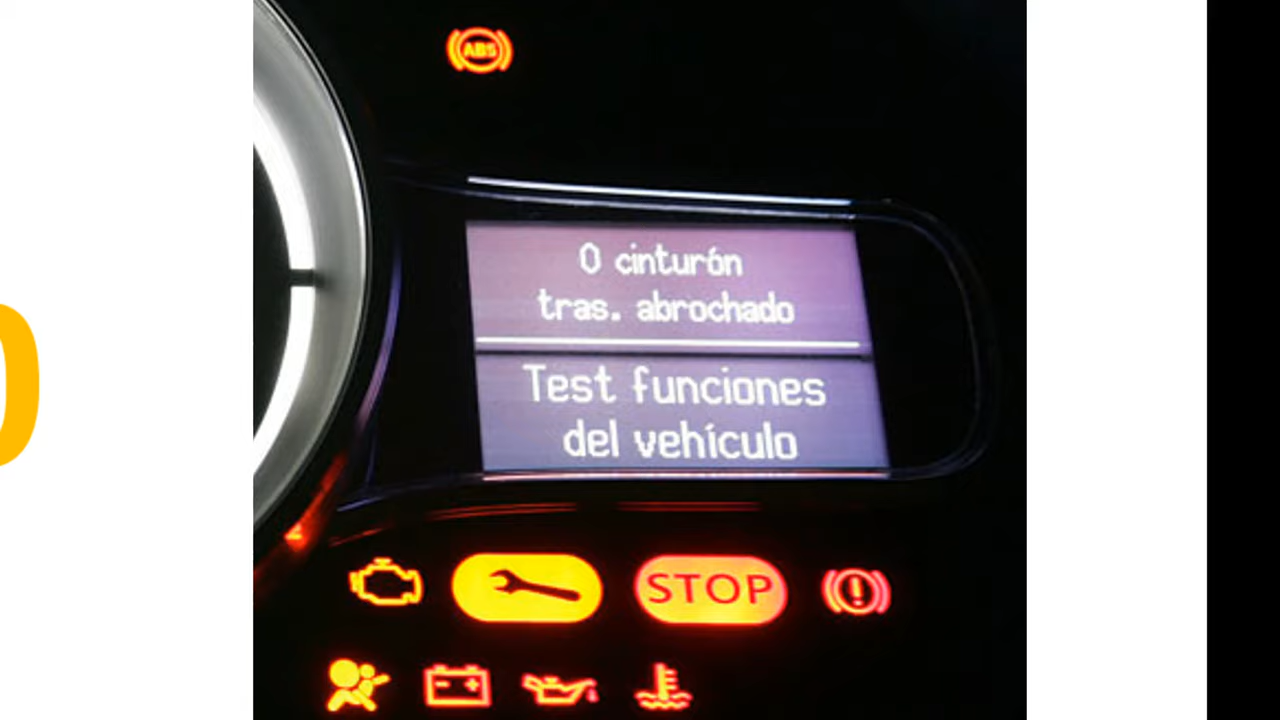 ABS
0 cinturón
tras. abrochado
Test funciones
del vehículo
STOP